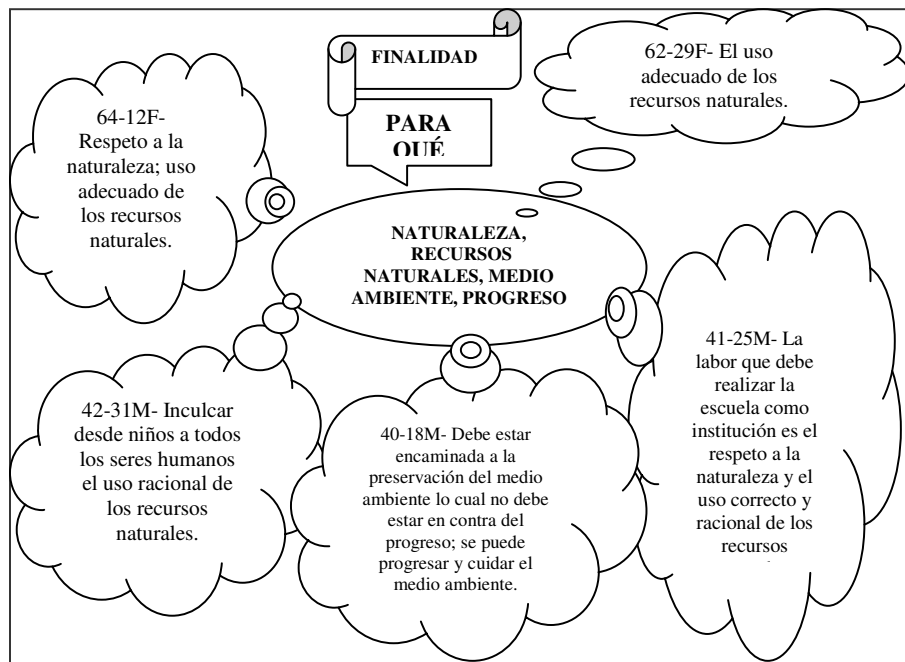 FINALIDAD
PARA
QUÉ
62-29F- El uso
adecuado de los
recursos naturales.
64-12F-
Respeto a la
naturaleza; uso
adecuado de
los recursos
naturales.
NATURALEZA,
RECURSOS
NATURALES, MEDIO
AMBIENTE, PROGRESO
41-25M- La
labor que debe
realizar la
escuela como
institución es el
respeto a la
naturaleza y el
uso correcto y
racional de los
recursos
42-31M- Inculcar
desde niños a todos
los seres humanos
el uso racional de
los recursos
naturales.
40-18M- Debe estar
encaminada a la
preservación del medio
ambiente lo cual no debe
estar en contra del
progreso; se puede
progresar y cuidar el
medio ambiente.